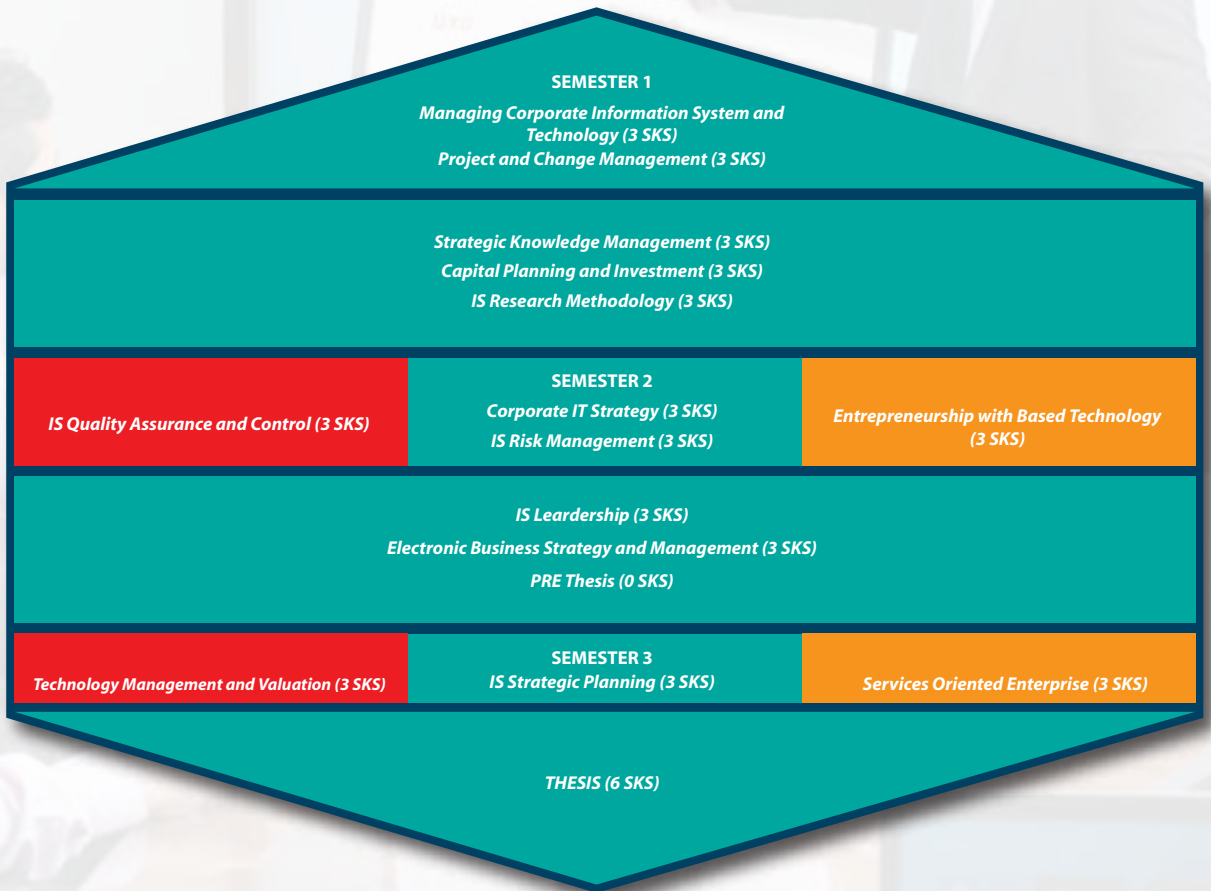 SEMESTER 1
Managing Corporate Information System and
Technology (3 SKS)
Project and Change Management (3 SKS)
Strategic Knowledge Management (3 SKS)
Capital Planning and Investment (3 SKS)
IS Research Methodology (3 SKS)
IS Quality Assurance and Control (3 SKS)
SEMESTER 2
Corporate IT Strategy (3 SKS)
IS Risk Management (3 SKS)
Entrepreneurship with Based Technology
(3 SKS)
IS Leardership (3 SKS)
Electronic Business Strategy and Management (3 SKS)
PRE Thesis (0 SKS)
Technology Management and Valuation (3 SKS)
SEMESTER 3
IS Strategic Planning (3 SKS)
Services Oriented Enterprise (3 SKS)
THESIS (6 SKS)